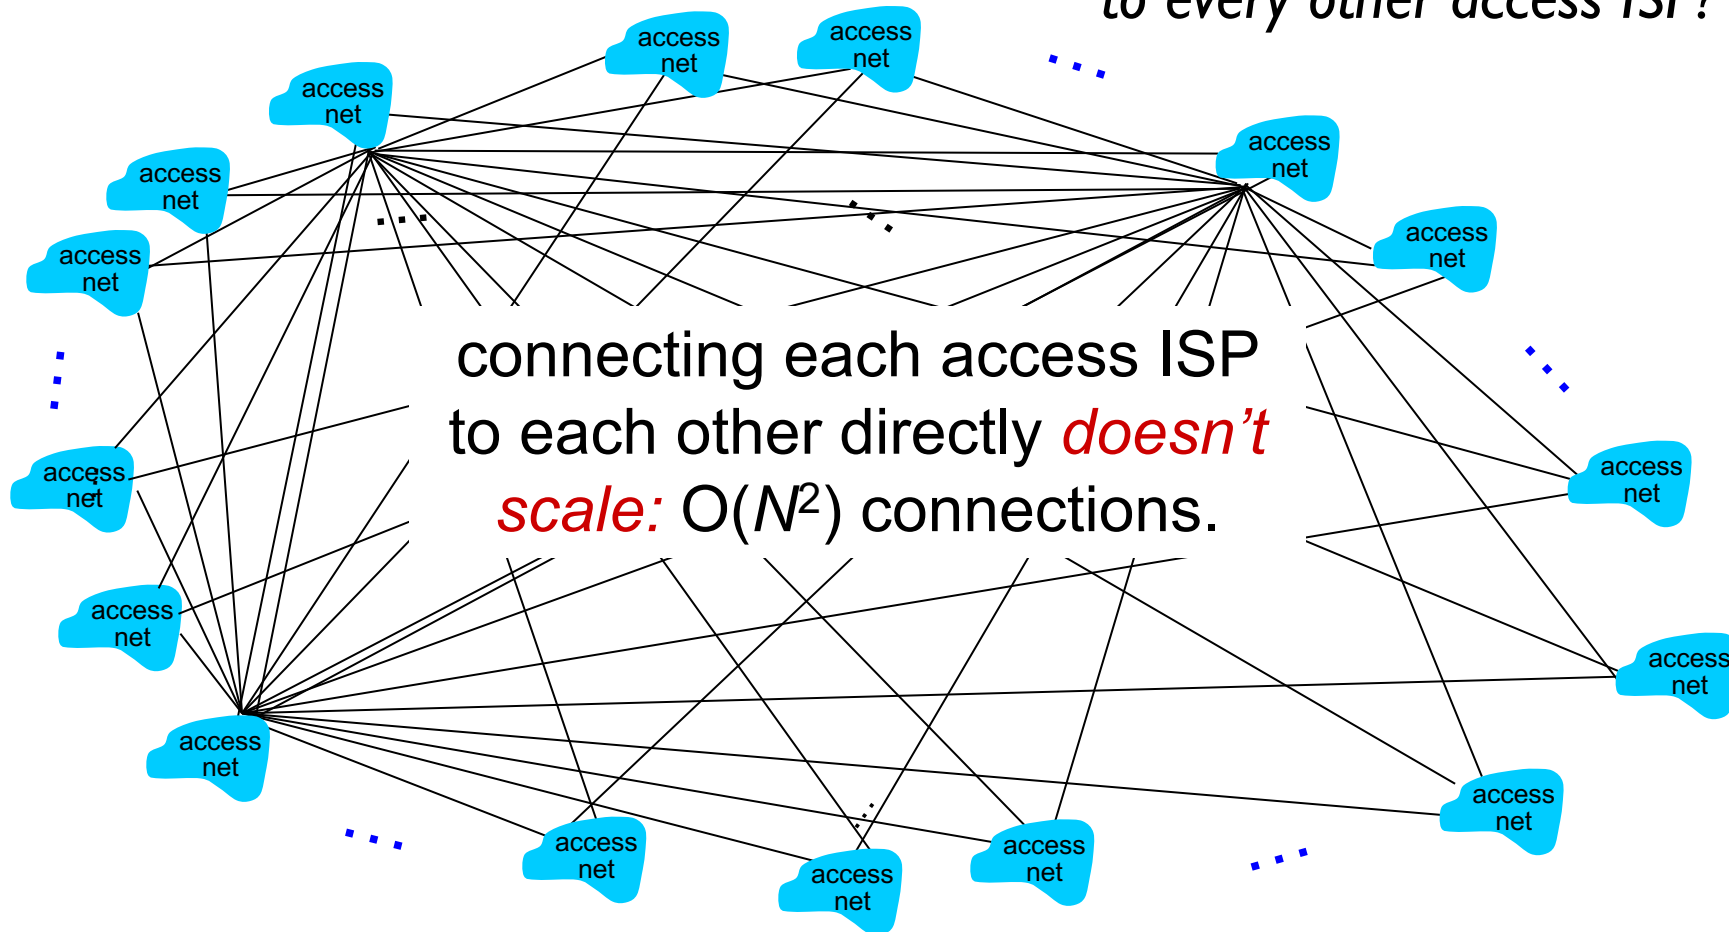 to every other access ISP?
access
net
access
net
access
net
access
net
access
net
access
net
access
net
access
net
connecting each access ISP
to each other directly doesn't
scale: O(N²) connections.
access
net
access
net
access
net
access
net
access
net
access
net
access
net
access
net